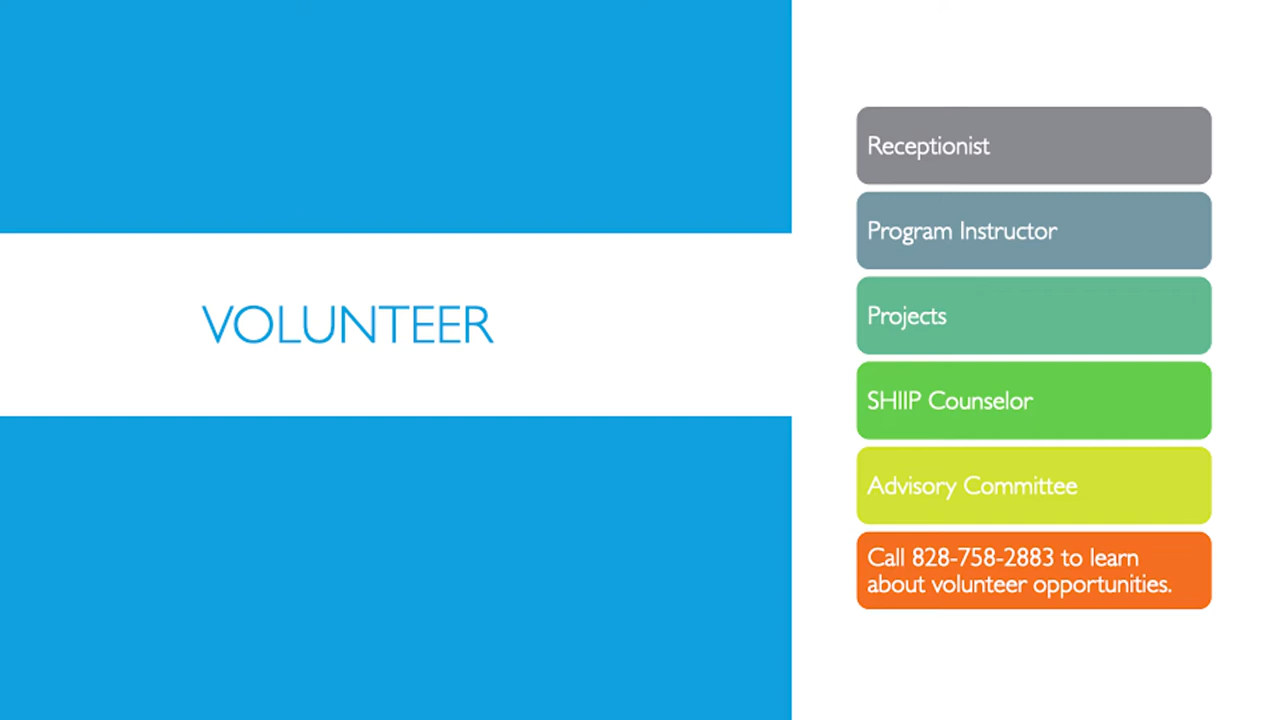 VOLUNTEER
Receptionist
Program Instructor
Projects
SHIIP Counselor
Advisory Committee
Call 828-758-2883 to learn
about volunteer opportunities.